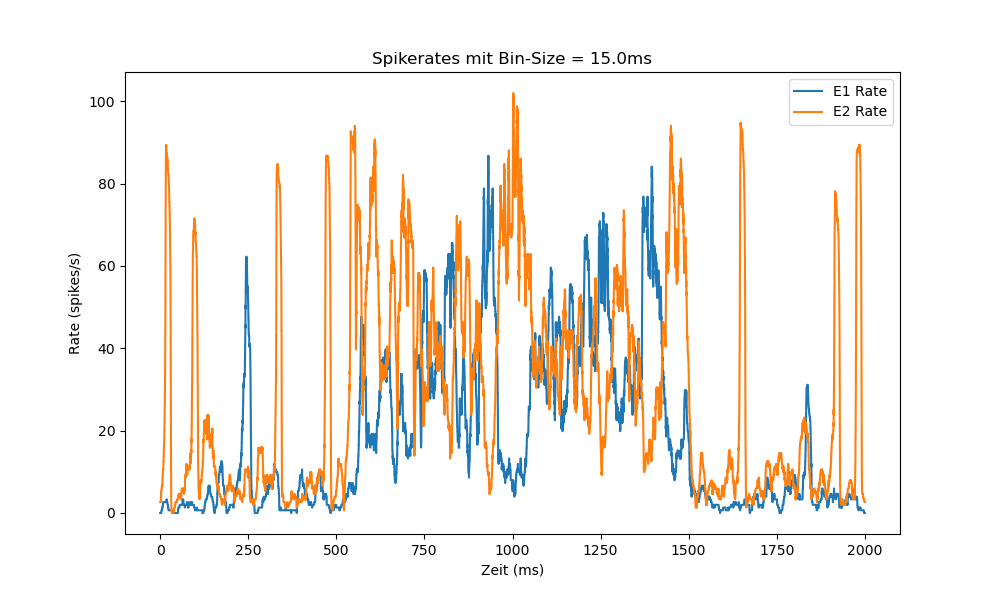 Spikerates mit Bin-Size = 15.0ms
E1 Rate
E2 Rate
Rate (spikes/s)
100
80
60
40
20
0
0 250 500 750 1000 1250 1500 1750 2000
Zeit (ms)